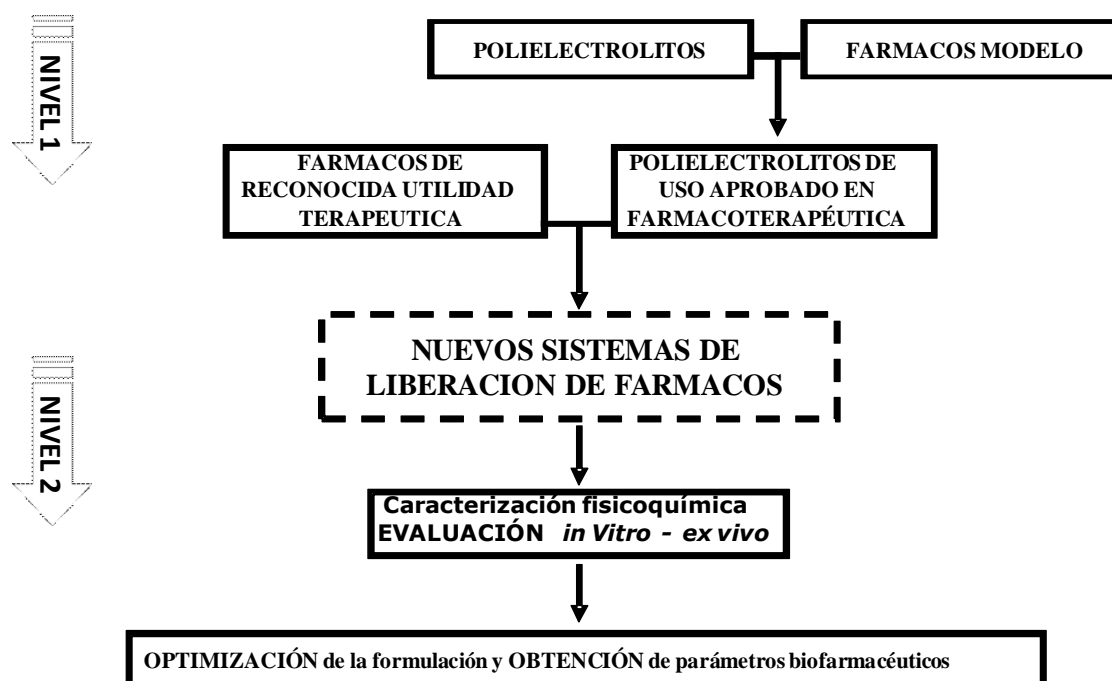 NIVEL 1
POLIELECTROLITOS
FARMACOS MODELO
FARMACOS DE
RECONOCIDA UTILIDAD
TERAPEUTICA
POLIELECTROLITOS DE
USO APROBADO EN
FARMACOTERAPÉUTICA
NUEVOS SISTEMAS DE
LIBERACION DE FARMACOS
NIVEL 2
Caracterización fisicoquímica
EVALUACIÓN in Vitro - ex vivo
OPTIMIZACIÓN de la formulación y OBTENCIÓN de parámetros biofarmacéuticos